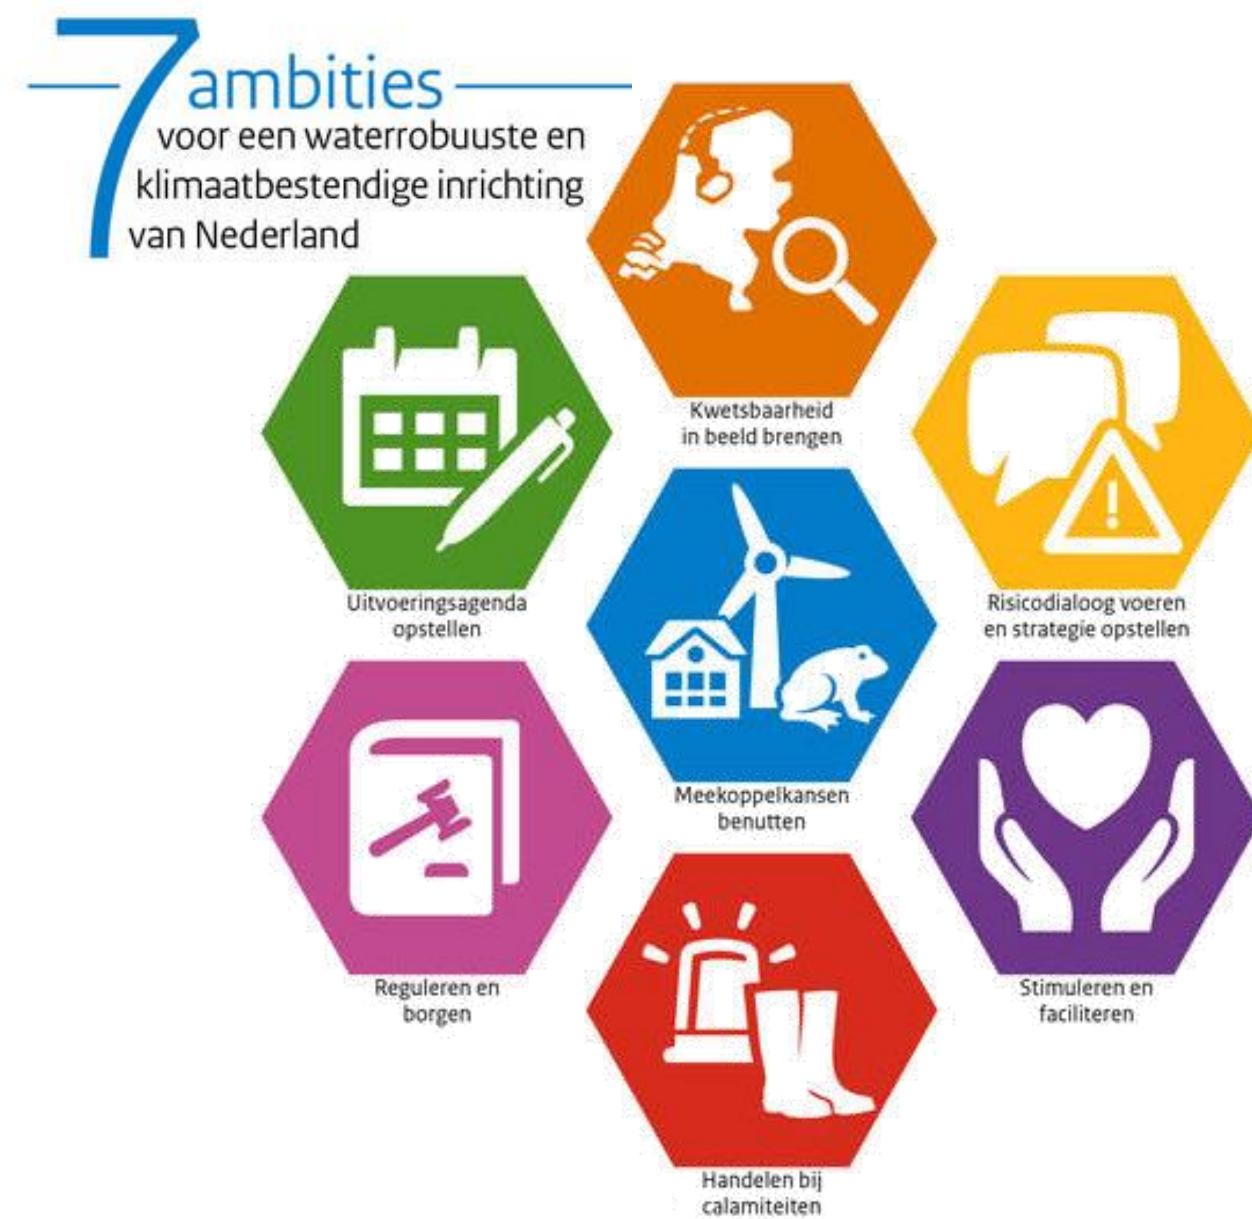 7 ambities
voor een waterrobuuste en
klimaatbestendige inrichting
van Nederland
Kwetsbaarheid
in beeld brengen
Uitvoeringsagenda
opstellen
!
Risicodialoog voeren
en strategie opstellen
Meekoppelkansen
benutten
Reguleren en
borgen
Stimuleren en
faciliteren
Handelen bij
calamiteiten